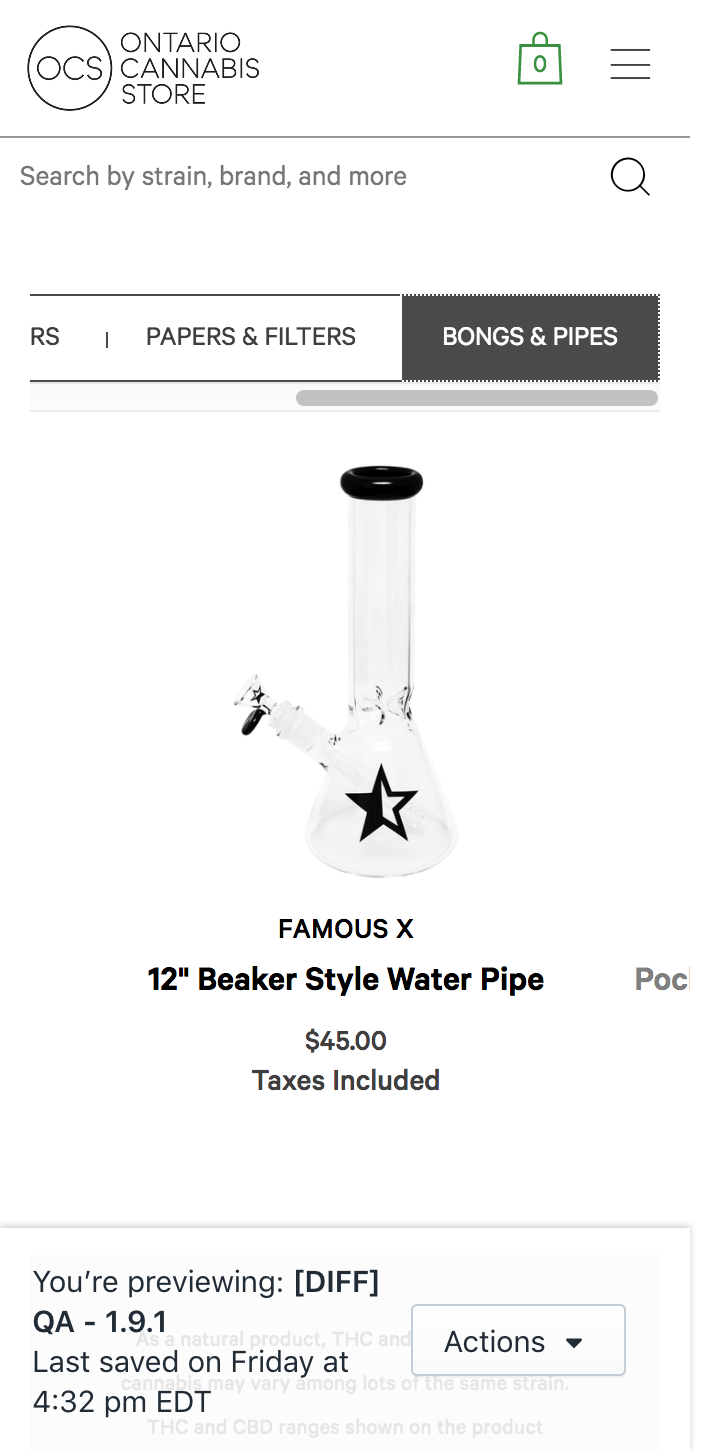 OCS
ONTARIO
CANNABIS
STORE
0
Search by strain, brand, and more
RS | PAPERS & FILTERS BONGS & PIPES
FAMOUS X
12" Beaker Style Water Pipe
Poc
$45.00
Taxes Included
You’re previewing: [DIFF]
QA - 1.9.1
Last saved on Friday at
4:32 pm EDT
Actions
As a natural product, THC and
cannabis may vary among lots of the same strain.
THC and CBD ranges shown on the product